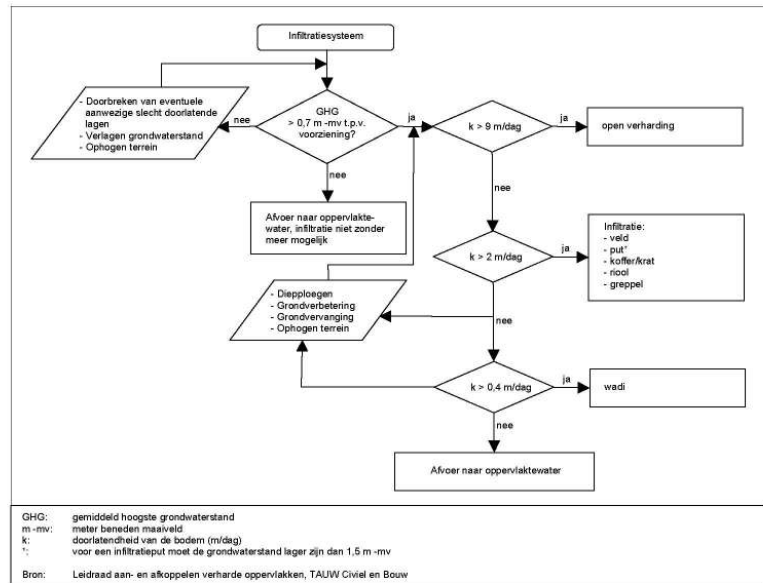 Infiltratiesysteem
- Doorbreken van eventuele
aanwezige slecht doorlatende
lagen
- Verlagen grondwaterstand
- Ophogen terrein
nee
GHG
> 0,7 m -mv t.p.v.
voorziening?
ja
k > 9 m/dag
ja
open verharding
nee
nee
Afvoer naar oppervlakte-
water, infiltratie niet zonder
meer mogelijk
k > 2 m/dag
ja
Infiltratie:
- veld
- put*
- koffer/krat
- riool
- greppel
- Diepploegen
- Grondverbetering
- Grondvervanging
- Ophogen terrein
nee
k > 0,4 m/dag
ja
wadi
nee
Afvoer naar oppervlaktewater
GHG: gemiddeld hoogste grondwaterstand
m -mv: meter beneden maaiveld
k: doorlatendheid van de bodem (m/dag)
*: voor een infiltratieput moet de grondwaterstand lager zijn dan 1,5 m -mv
Bron: Leidraad aan- en afkoppelen verharde oppervlakken, TAUW Civiel en Bouw